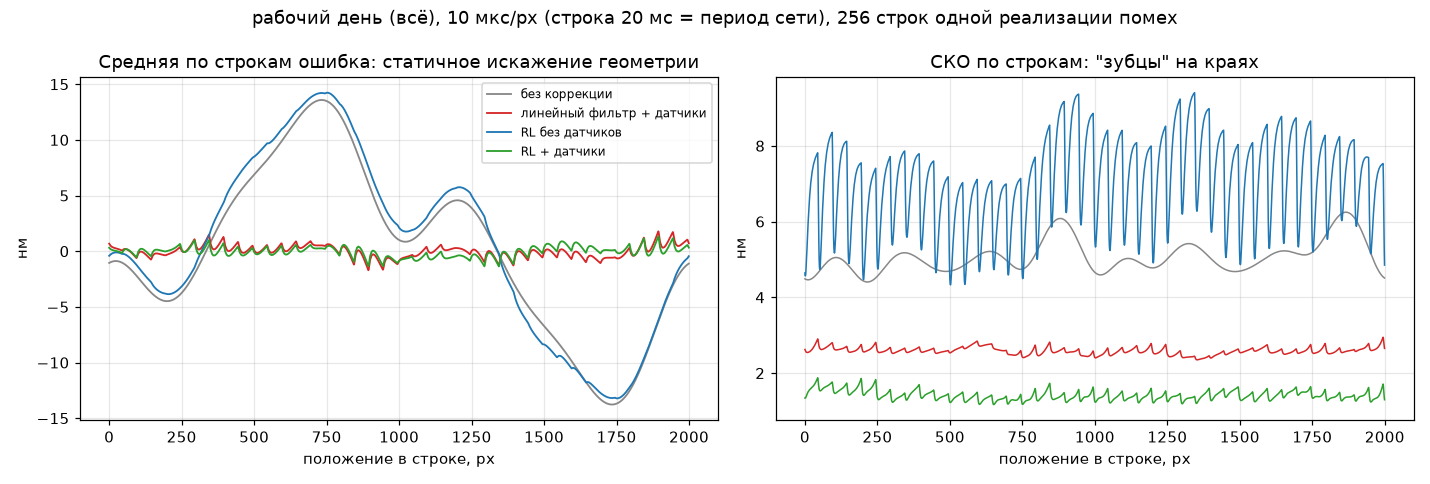 рабочий день (всё), 10 мкс/px (строка 20 мс = период сети), 256 строк одной реализации помех
Средняя по строкам ошибка: статичное искажение геометрии
15
10
5
0
−5
−10
−15
нм
0 250 500 750 1000 1250 1500 1750 2000
положение в строке, px
без коррекции
линейный фильтр + датчики
RL без датчиков
RL + датчики
СКО по строкам: "зубцы" на краях
8
6
4
2
нм
0 250 500 750 1000 1250 1500 1750 2000
положение в строке, px